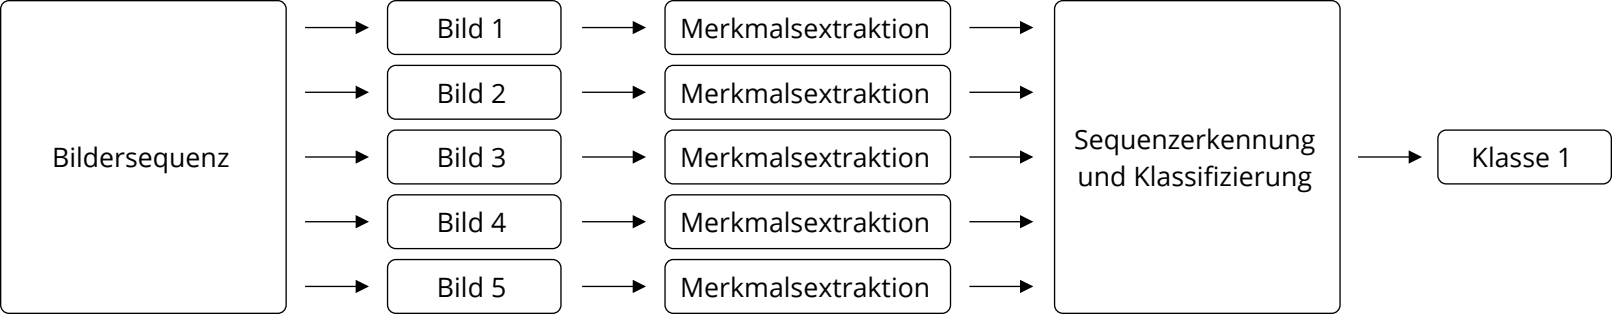 Bildersequenz
Bild 1
Merkmalsextraktion
Bild 2
Merkmalsextraktion
Bild 3
Merkmalsextraktion
Bild 4
Merkmalsextraktion
Bild 5
Merkmalsextraktion
Sequenzerkennung
und Klassifizierung
Klasse 1